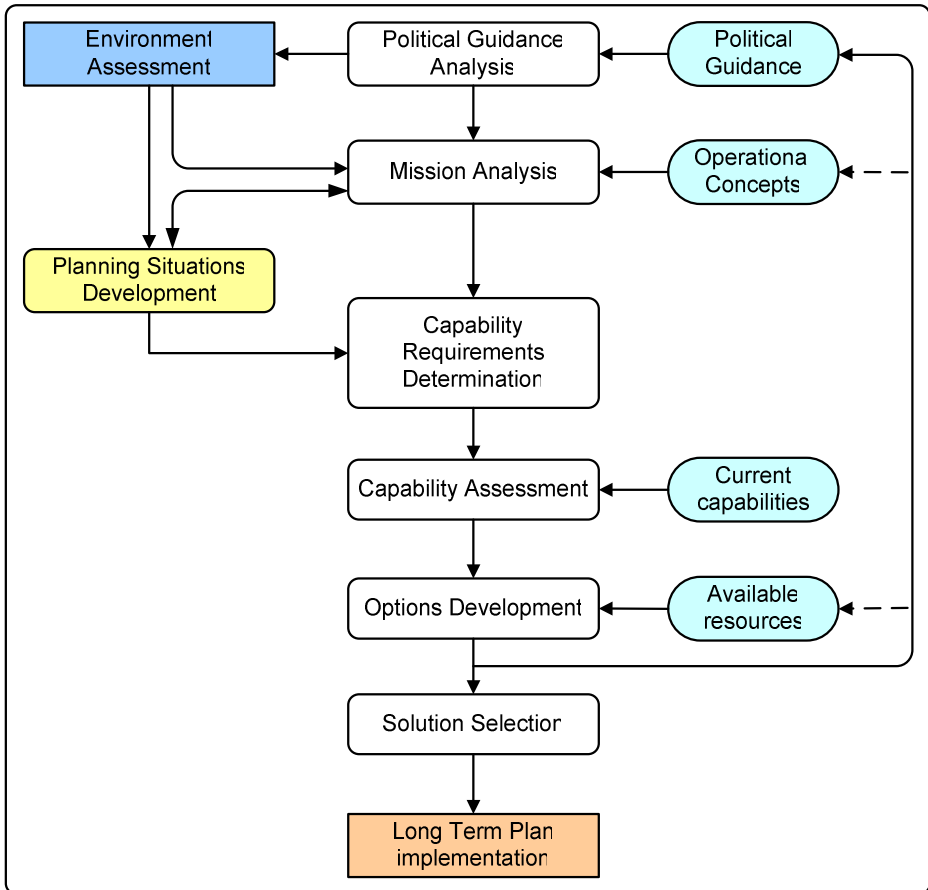 Environment
Assessment
Political Guidance
Analysis
Political
Guidance
Mission Analysis
Operationa
Concepts
Planning Situations
Development
Capability
Requirements
Determination
Capability Assessment
Current
capabilities
Options Development
Available
resources
Solution Selection
Long Term Plan
implementation